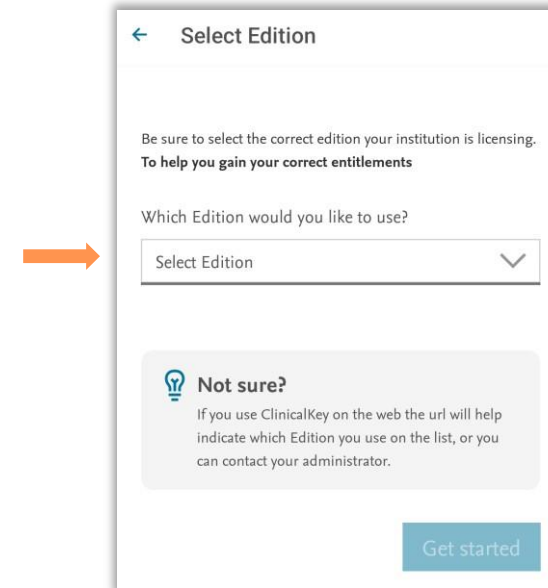 Select Edition
Be sure to select the correct edition your institution is licensing.
To help you gain your correct entitlements
Which Edition would you like to use?
Select Edition
Not sure?
If you use ClinicalKey on the web the url will help
indicate which Edition you use on the list, or you
can contact your administrator.
Get started